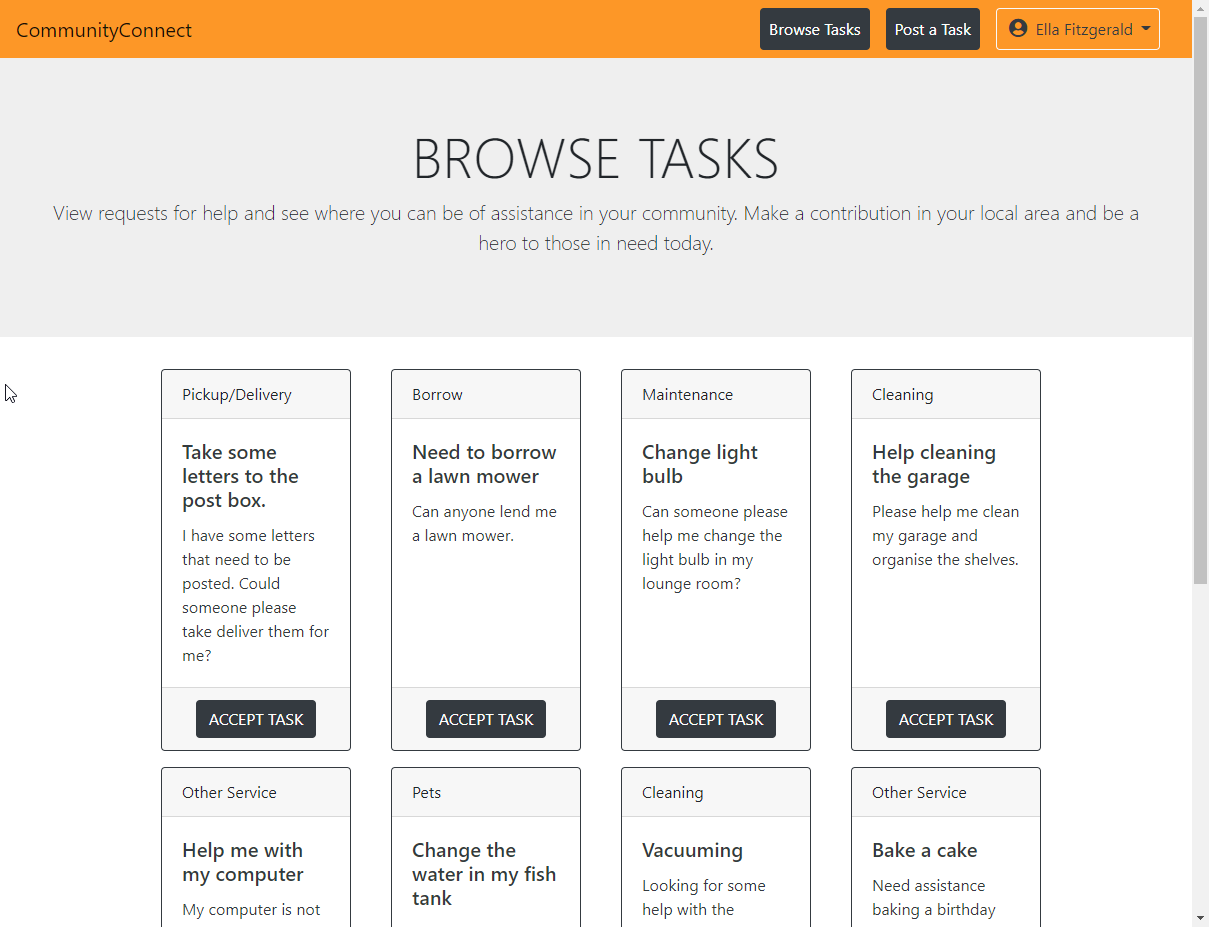 CommunityConnect
Browse Tasks
Post a Task
Ella Fitzgerald
BROWSE TASKS
View requests for help and see where you can be of assistance in your community. Make a contribution in your local area and be a
hero to those in need today.
Pickup/Delivery
Take some
letters to the
post box.
I have some letters
that need to be
posted. Could
someone please
take deliver them for
me?
ACCEPT TASK
Borrow
Need to borrow
a lawn mower
Can anyone lend me
a lawn mower.
ACCEPT TASK
Maintenance
Change light
bulb
Can someone please
help me change the
light bulb in my
lounge room?
ACCEPT TASK
Cleaning
Help cleaning
the garage
Please help me clean
my garage and
organise the shelves.
ACCEPT TASK
Other Service
Help me with
my computer
My computer is not
Pets
Change the
water in my fish
tank
Cleaning
Vacuuming
Looking for some
help with the
Other Service
Bake a cake
Need assistance
baking a birthday